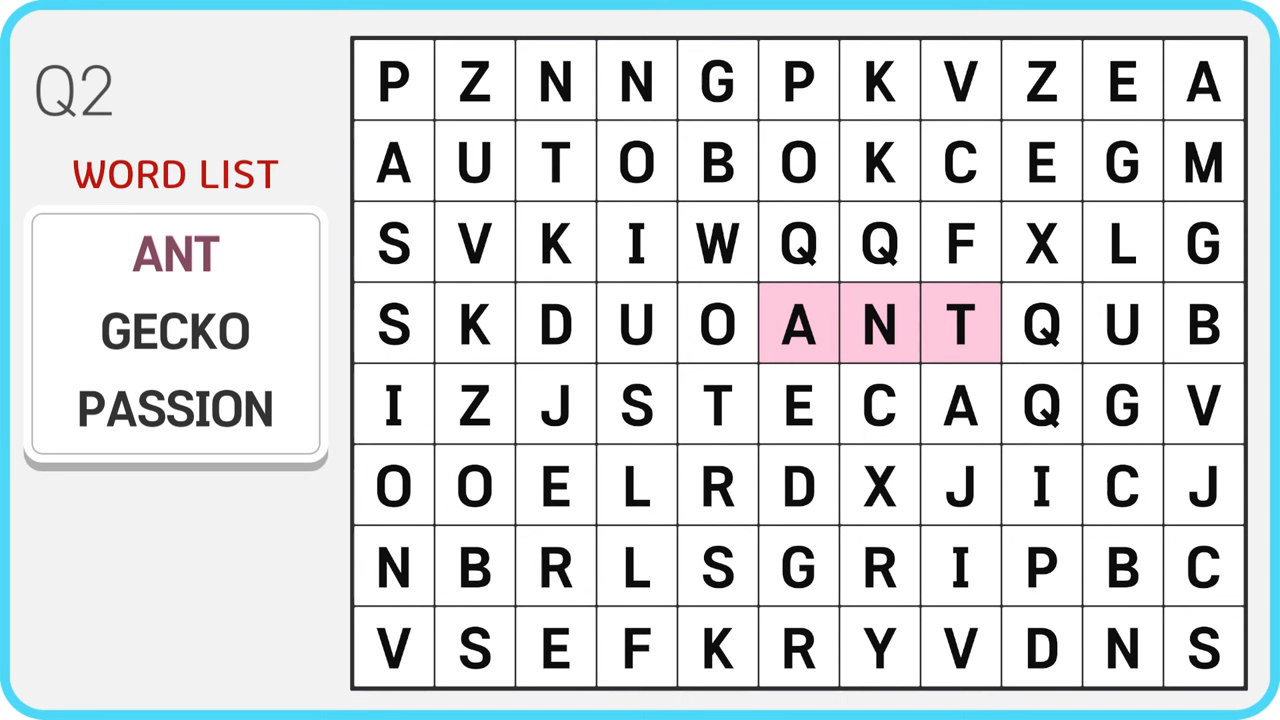 Q2
WORD LIST
ANT
GECKO
PASSION
P Z N N G P K V Z E A
A U T O B O K C E G M
S V K I W Q Q F X L G
S K D U O A N T Q U B
I Z J S T E C A Q G V
O O E L R D X J I C J
N B R L S G R I P B C
V S E F K R Y V D N S